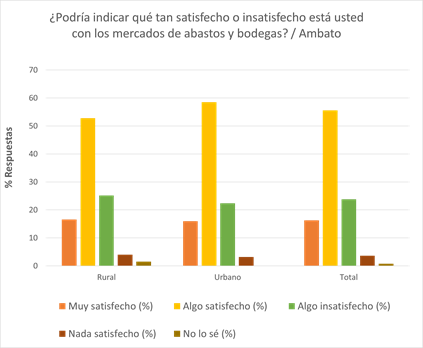 ¿Podría indicar qué tan satisfecho o insatisfecho está usted
con los mercados de abastos y bodegas? / Ambato
70
60
50
40
30
20
10
0
% Respuestas
Rural Urbano Total
Muy satisfecho (%) Algo satisfecho (%) Algo insatisfecho (%)
Nada satisfecho (%) No lo sé (%)